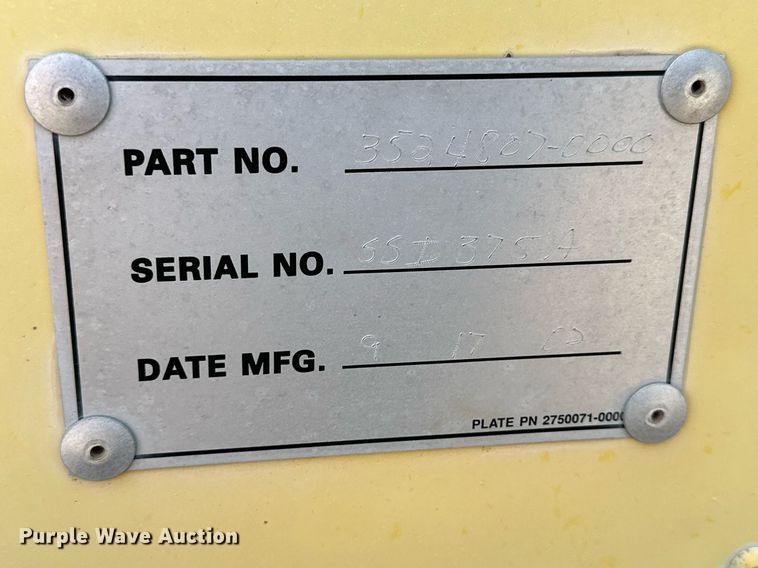 PART NO. 3524807-0000
SERIAL NO. SSI 375A
DATE MFG. 9 17 02
PLATE PN 2750071-0000
Purple Wave Auction